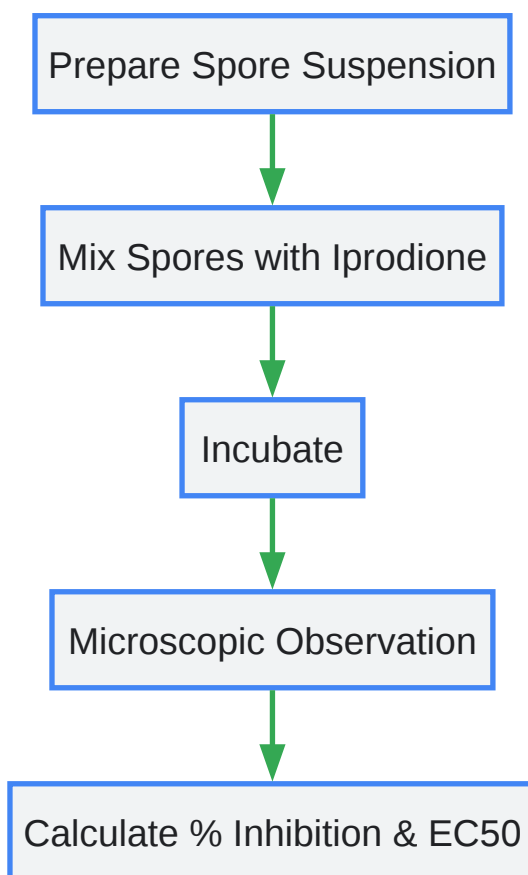 Prepare Spore Suspension
Mix Spores with Iprodione
Incubate
Microscopic Observation
Calculate % Inhibition & EC50